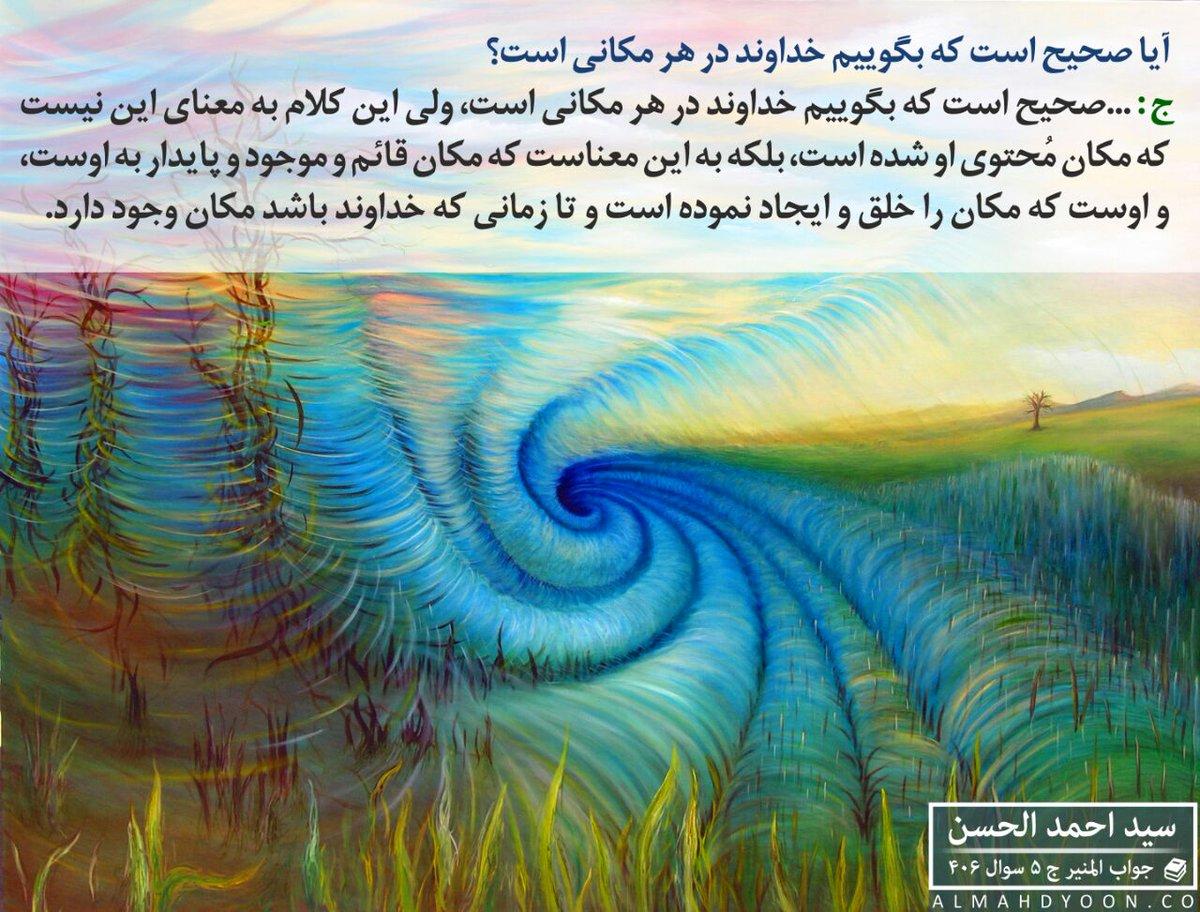 آیا صحیح است که بگوییم خداوند در هر مکانی است؟
ج: ...صحیح است که بگوییم خداوند در هر مکانی است، ولی این کلام به معنای این نیست
که مکان مُحتوی او شده است، بلکه به این معناست که مکان قائم و موجود و پایدار به اوست،
و اوست که مکان را خلق و ایجاد نموده است و تا زمانی که خداوند باشد مکان وجود دارد.
سید احمد الحسن
جواب المنیر ج ۵ سوال ۴۰۶
ALMAHDYOON.CO